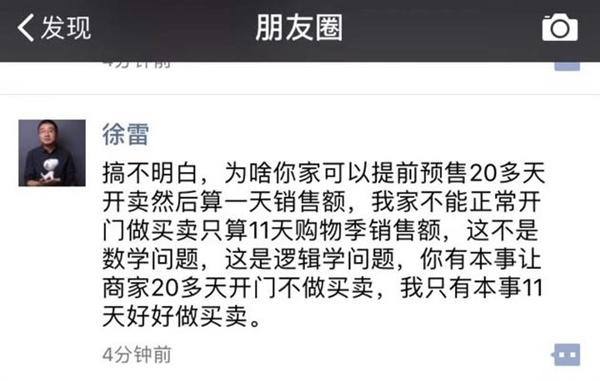 发现
朋友圈
4分钟前
徐雷
搞不明白，为啥你家可以提前预售20多天
开卖然后算一天销售额，我家不能正常开
门做买卖只算11天购物季销售额，这不是
数学问题，这是逻辑学问题，你有本事让
商家20多天开门不做买卖，我只有本事11
天好好做买卖。
4分钟前